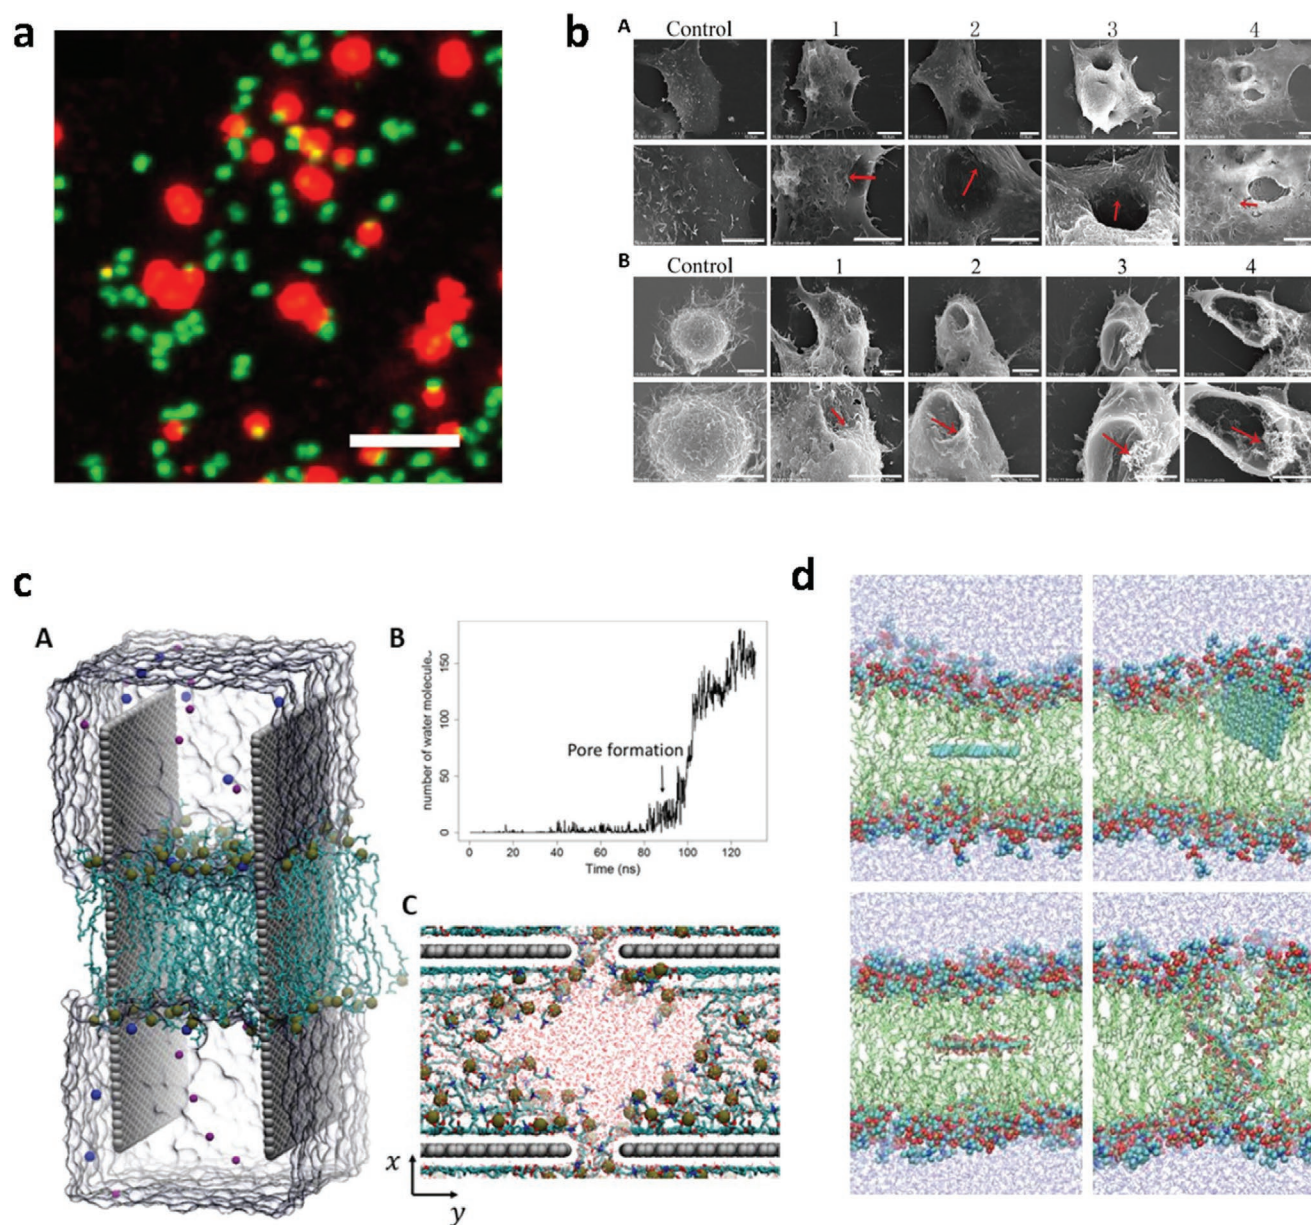 a
b
A
Control 1 2 3 4
B
Control 1 2 3 4
c
A
B
number of water molecules
150
100
50
0
Pore formation
0 20 40 60 80 100 120
Time (ns)
C
x
y
d